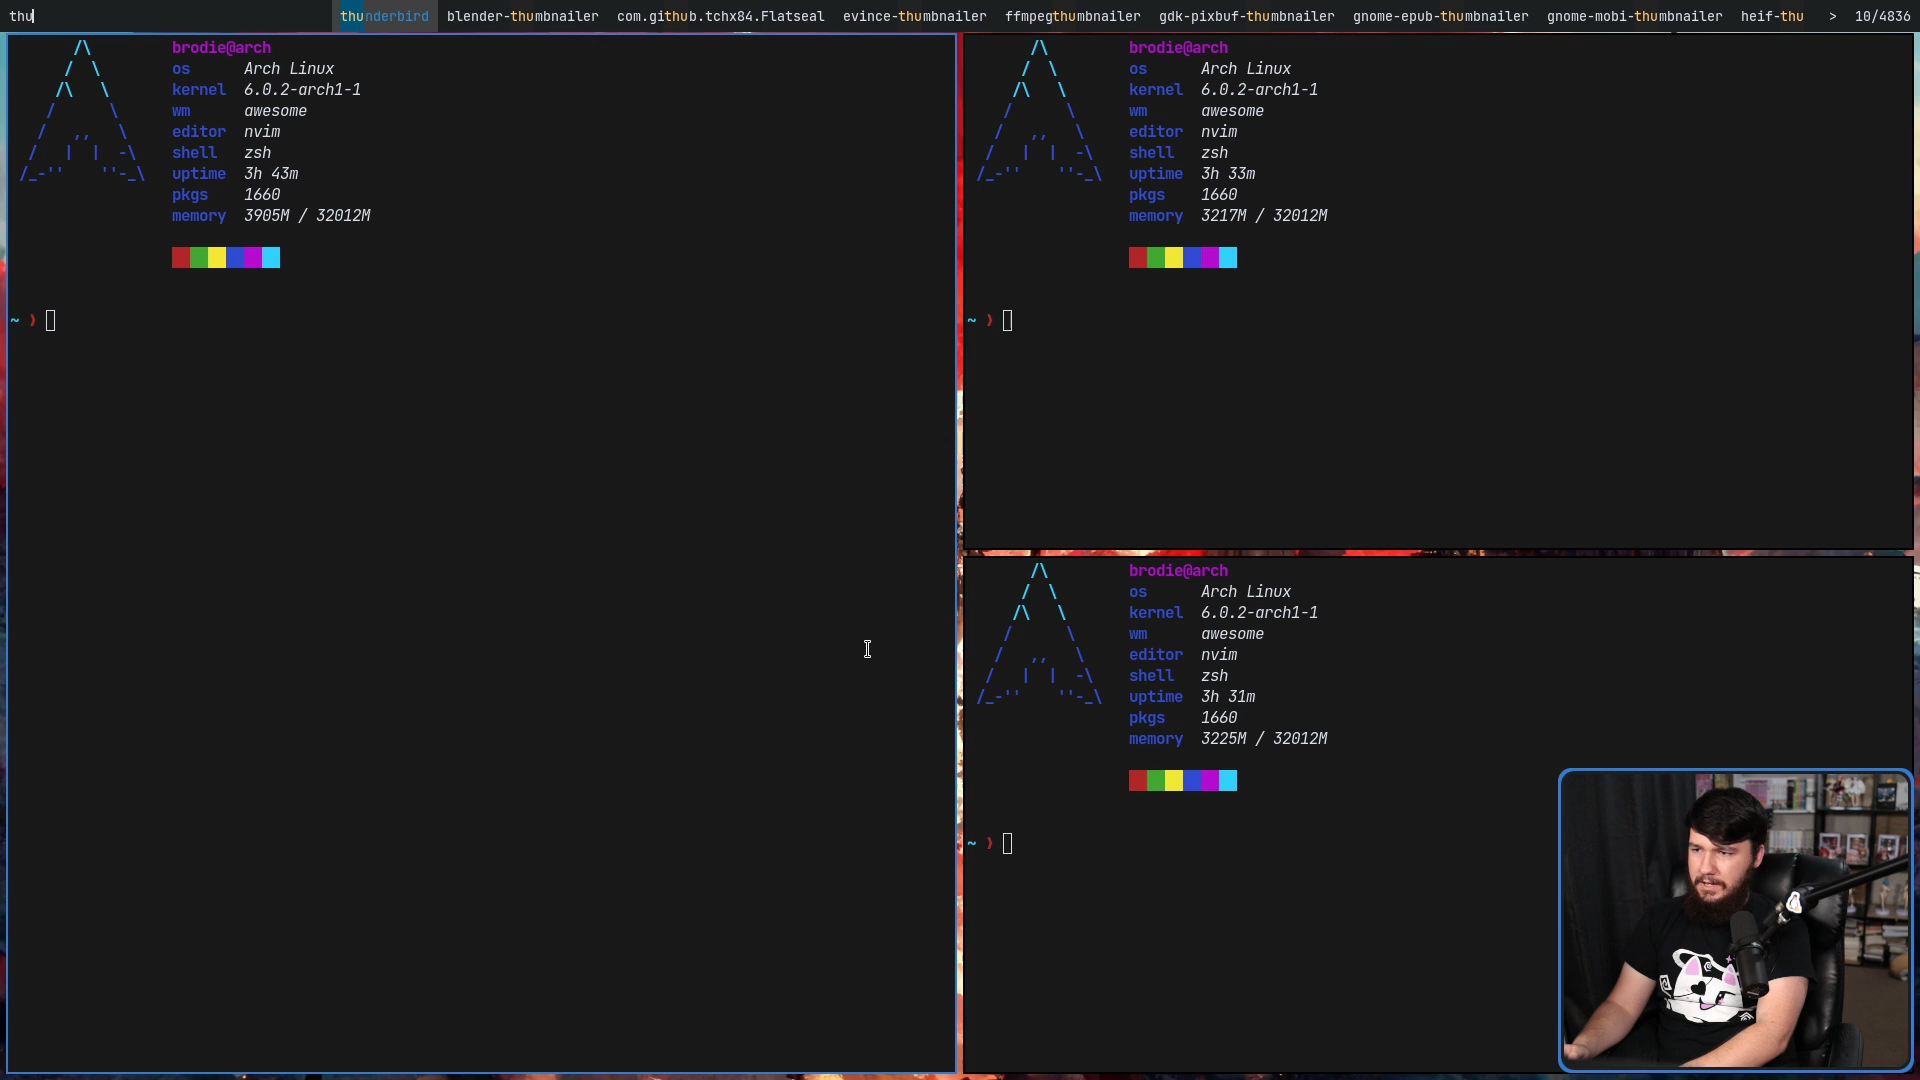 thu thunderbird blender-thumbnailer com.github.tchx84.Flatseal evince-thumbnailer ffmpegthumbnailer gdk-pixbuf-thumbnailer gnome-epub-thumbnailer gnome-mobi-thumbnailer heif-thu > 10/4836
brodie@arch
os Arch Linux
kernel 6.0.2-arch1-1
wm awesome
editor nvim
shell zsh
uptime 3h 43m
pkgs 1660
memory 3905M / 32012M
~ ❯
brodie@arch
os Arch Linux
kernel 6.0.2-arch1-1
wm awesome
editor nvim
shell zsh
uptime 3h 33m
pkgs 1660
memory 3217M / 32012M
~ ❯
brodie@arch
os Arch Linux
kernel 6.0.2-arch1-1
wm awesome
editor nvim
shell zsh
uptime 3h 31m
pkgs 1660
memory 3225M / 32012M
~ ❯